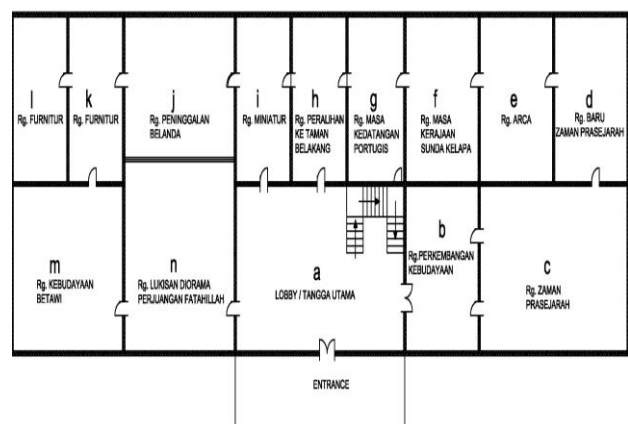 l
Rg. FURNITUR
k
Rg. FURNITUR
j
Rg. PENINGGALAN
BELANDA
i
Rg. MINIATUR
h
Rg. PERALIHAN
KE TAMAN
BELAKANG
g
Rg. MASA
KEDATANGAN
PORTUGIS
f
Rg. MASA
KERAJAAN
SUNDA KELAPA
e
Rg. ARCA
d
Rg. BARU
ZAMAN PRASEJARAH
m
Rg. KEBUDAYAAN
BETAWI
n
Rg. LUKISAN DIORAMA
PERJUANGAN FATAHILLAH
a
LOBBY / TANGGA UTAMA
b
Rg.PERKEMBANGAN
KEBUDAYAAN
c
Rg. ZAMAN
PRASEJARAH
ENTRANCE